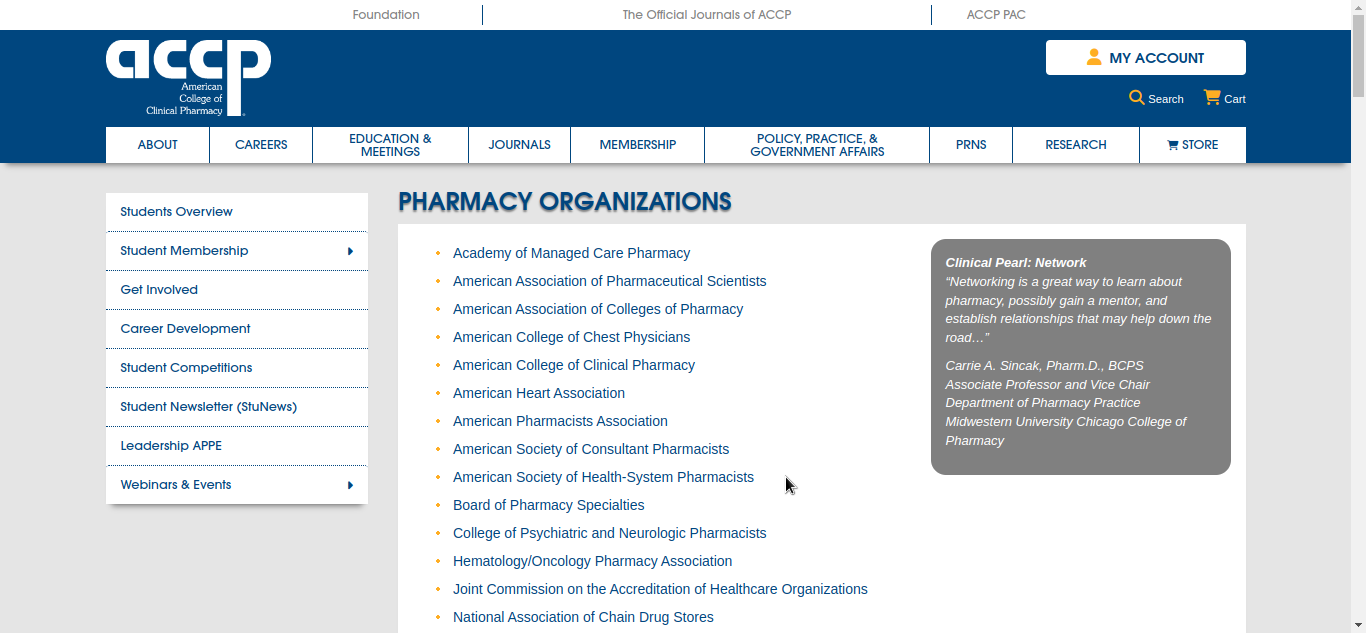 Foundation
The Official Journals of ACCP
ACCP PAC
accp
American
College of
Clinical Pharmacy
MY ACCOUNT
Search
Cart
ABOUT
CAREERS
EDUCATION &
MEETINGS
JOURNALS
MEMBERSHIP
POLICY, PRACTICE, &
GOVERNMENT AFFAIRS
PRNS
RESEARCH
STORE
Students Overview
Student Membership
Get Involved
Career Development
Student Competitions
Student Newsletter (StuNews)
Leadership APPE
Webinars & Events
PHARMACY ORGANIZATIONS
Academy of Managed Care Pharmacy
American Association of Pharmaceutical Scientists
American Association of Colleges of Pharmacy
American College of Chest Physicians
American College of Clinical Pharmacy
American Heart Association
American Pharmacists Association
American Society of Consultant Pharmacists
American Society of Health-System Pharmacists
Board of Pharmacy Specialties
College of Psychiatric and Neurologic Pharmacists
Hematology/Oncology Pharmacy Association
Joint Commission on the Accreditation of Healthcare Organizations
National Association of Chain Drug Stores
Clinical Pearl: Network
“Networking is a great way to learn about
pharmacy, possibly gain a mentor, and
establish relationships that may help down the
road…”
Carrie A. Sincak, Pharm.D., BCPS
Associate Professor and Vice Chair
Department of Pharmacy Practice
Midwestern University Chicago College of
Pharmacy